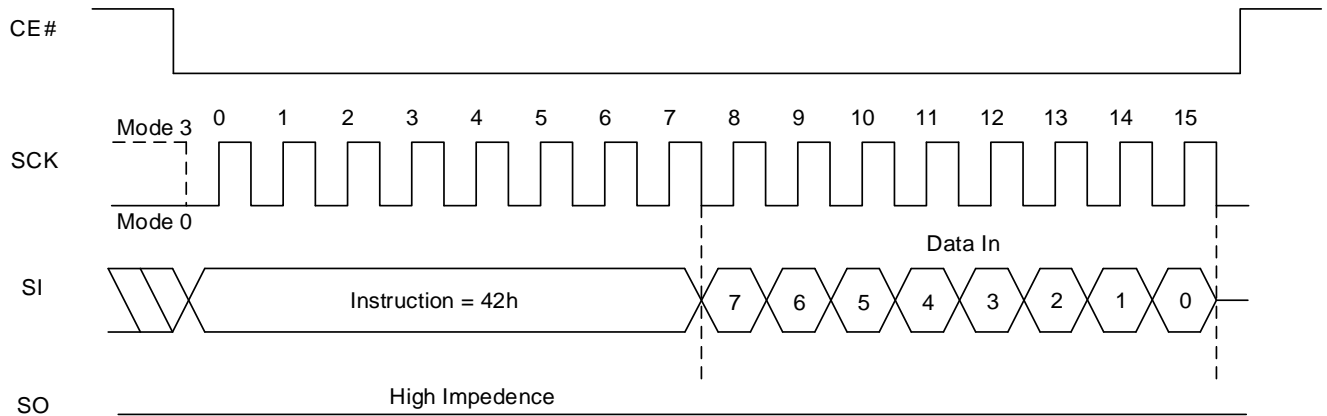 CE#
Mode 3
0 1 2 3 4 5 6 7 8 9 10 11 12 13 14 15
SCK
Mode 0
Data In
SI
Instruction = 42h
7 6 5 4 3 2 1 0
High Impedence
SO